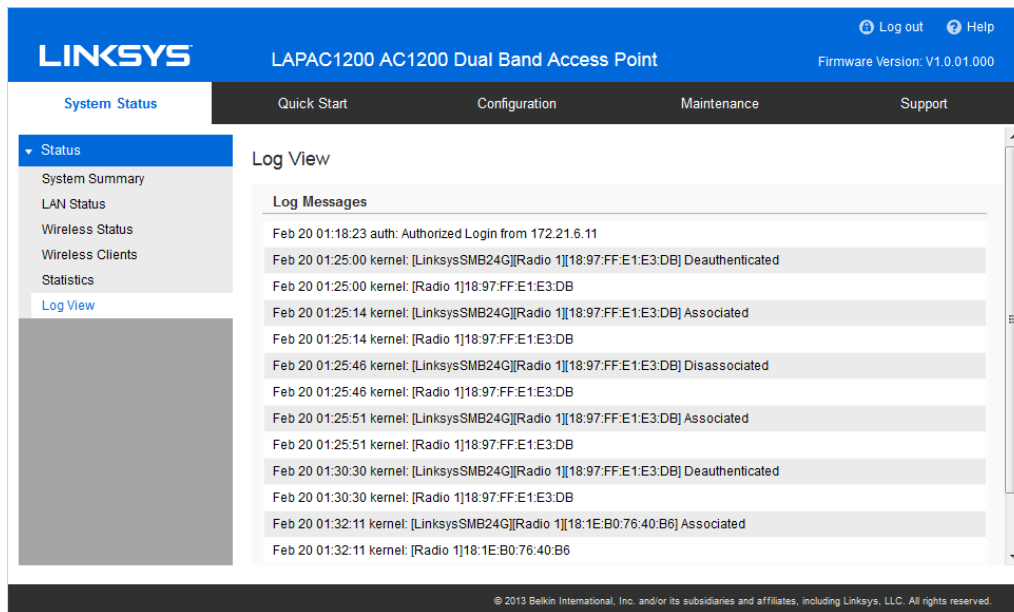 Log out
Help
LINKSYS
LAPAC1200 AC1200 Dual Band Access Point
Firmware Version: V1.0.01.000
System Status
Quick Start
Configuration
Maintenance
Support
Status
System Summary
LAN Status
Wireless Status
Wireless Clients
Statistics
Log View
Log View
Log Messages
Feb 20 01:18:23 auth: Authorized Login from 172.21.6.11
Feb 20 01:25:00 kernel: [LinksysSMB24G][Radio 1][18:97:FF:E1:E3:DB] Deauthenticated
Feb 20 01:25:00 kernel: [Radio 1]18:97:FF:E1:E3:DB
Feb 20 01:25:14 kernel: [LinksysSMB24G][Radio 1][18:97:FF:E1:E3:DB] Associated
Feb 20 01:25:14 kernel: [Radio 1]18:97:FF:E1:E3:DB
Feb 20 01:25:46 kernel: [LinksysSMB24G][Radio 1][18:97:FF:E1:E3:DB] Disassociated
Feb 20 01:25:46 kernel: [Radio 1]18:97:FF:E1:E3:DB
Feb 20 01:25:51 kernel: [LinksysSMB24G][Radio 1][18:97:FF:E1:E3:DB] Associated
Feb 20 01:25:51 kernel: [Radio 1]18:97:FF:E1:E3:DB
Feb 20 01:30:30 kernel: [LinksysSMB24G][Radio 1][18:97:FF:E1:E3:DB] Deauthenticated
Feb 20 01:30:30 kernel: [Radio 1]18:97:FF:E1:E3:DB
Feb 20 01:32:11 kernel: [LinksysSMB24G][Radio 1][18:1E:B0:76:40:B6] Associated
Feb 20 01:32:11 kernel: [Radio 1]18:1E:B0:76:40:B6
© 2013 Belkin International, Inc. and/or its subsidiaries and affiliates, including Linksys, LLC. All rights reserved.